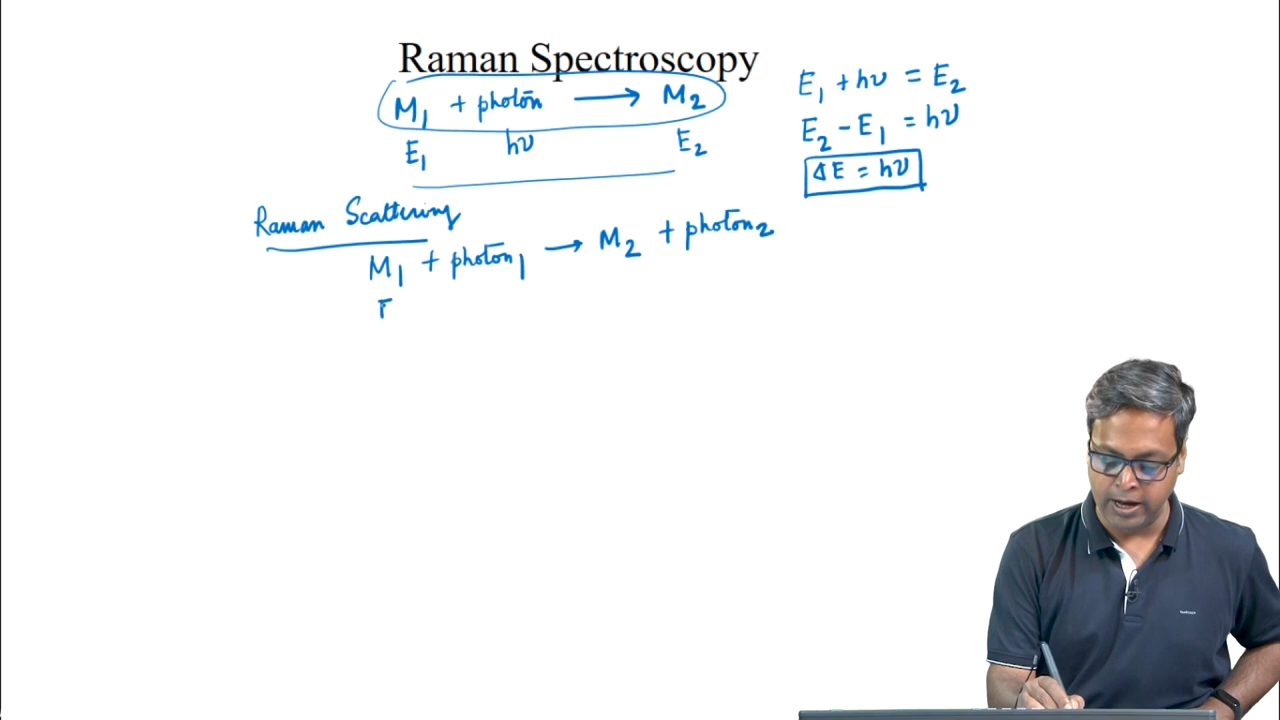 Raman Spectroscopy
M₁ + photon ⟶ M₂
E₁ hν E₂
E₁ + hν = E₂
E₂ – E₁ = hν
ΔE = hν
Raman Scattering
M₁ + photon₁ → M₂ + photon₂